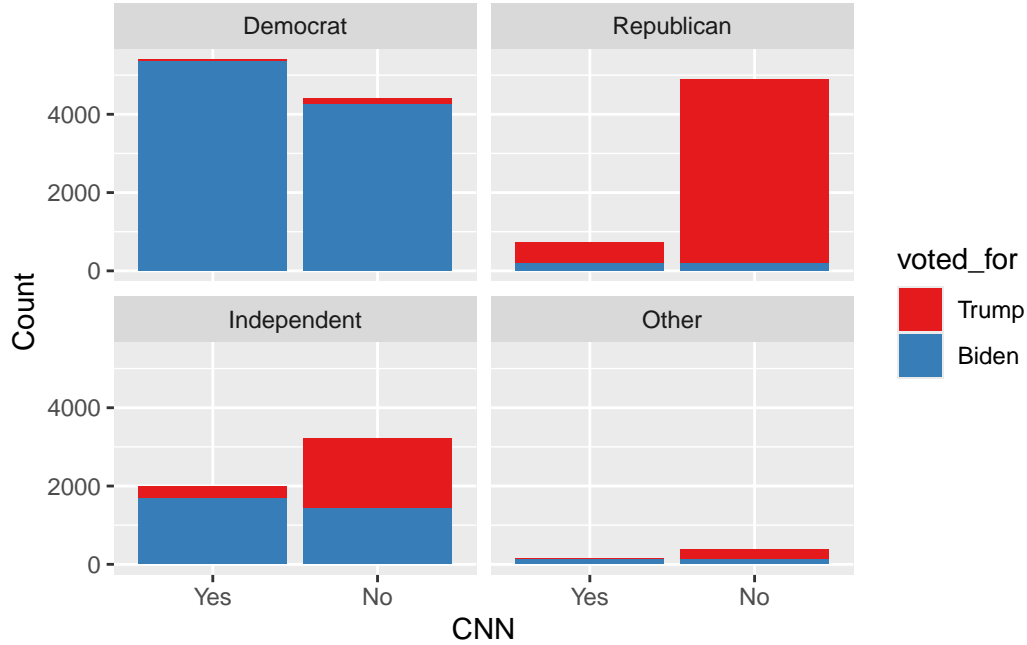 Democrat
Republican
4000
2000
0
Independent
Other
4000
2000
0
Yes
No
Yes
No
CNN
Count
voted_for
Trump
Biden